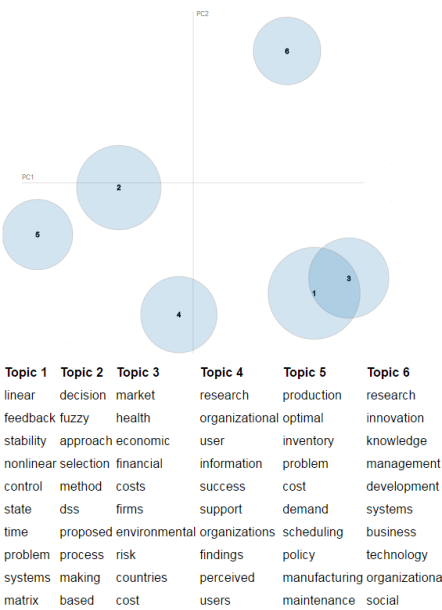 PC2
6
PC1
2
5
3
1
4
Topic 1 Topic 2 Topic 3 Topic 4 Topic 5 Topic 6
linear decision market research production research
feedback fuzzy health organizational optimal innovation
stability approach economic user inventory knowledge
nonlinear selection financial information problem management
control method costs success cost development
state dss firms support demand systems
time proposed environmental organizations scheduling business
problem process risk findings policy technology
systems making countries perceived manufacturing organizationa
matrix based cost users maintenance social